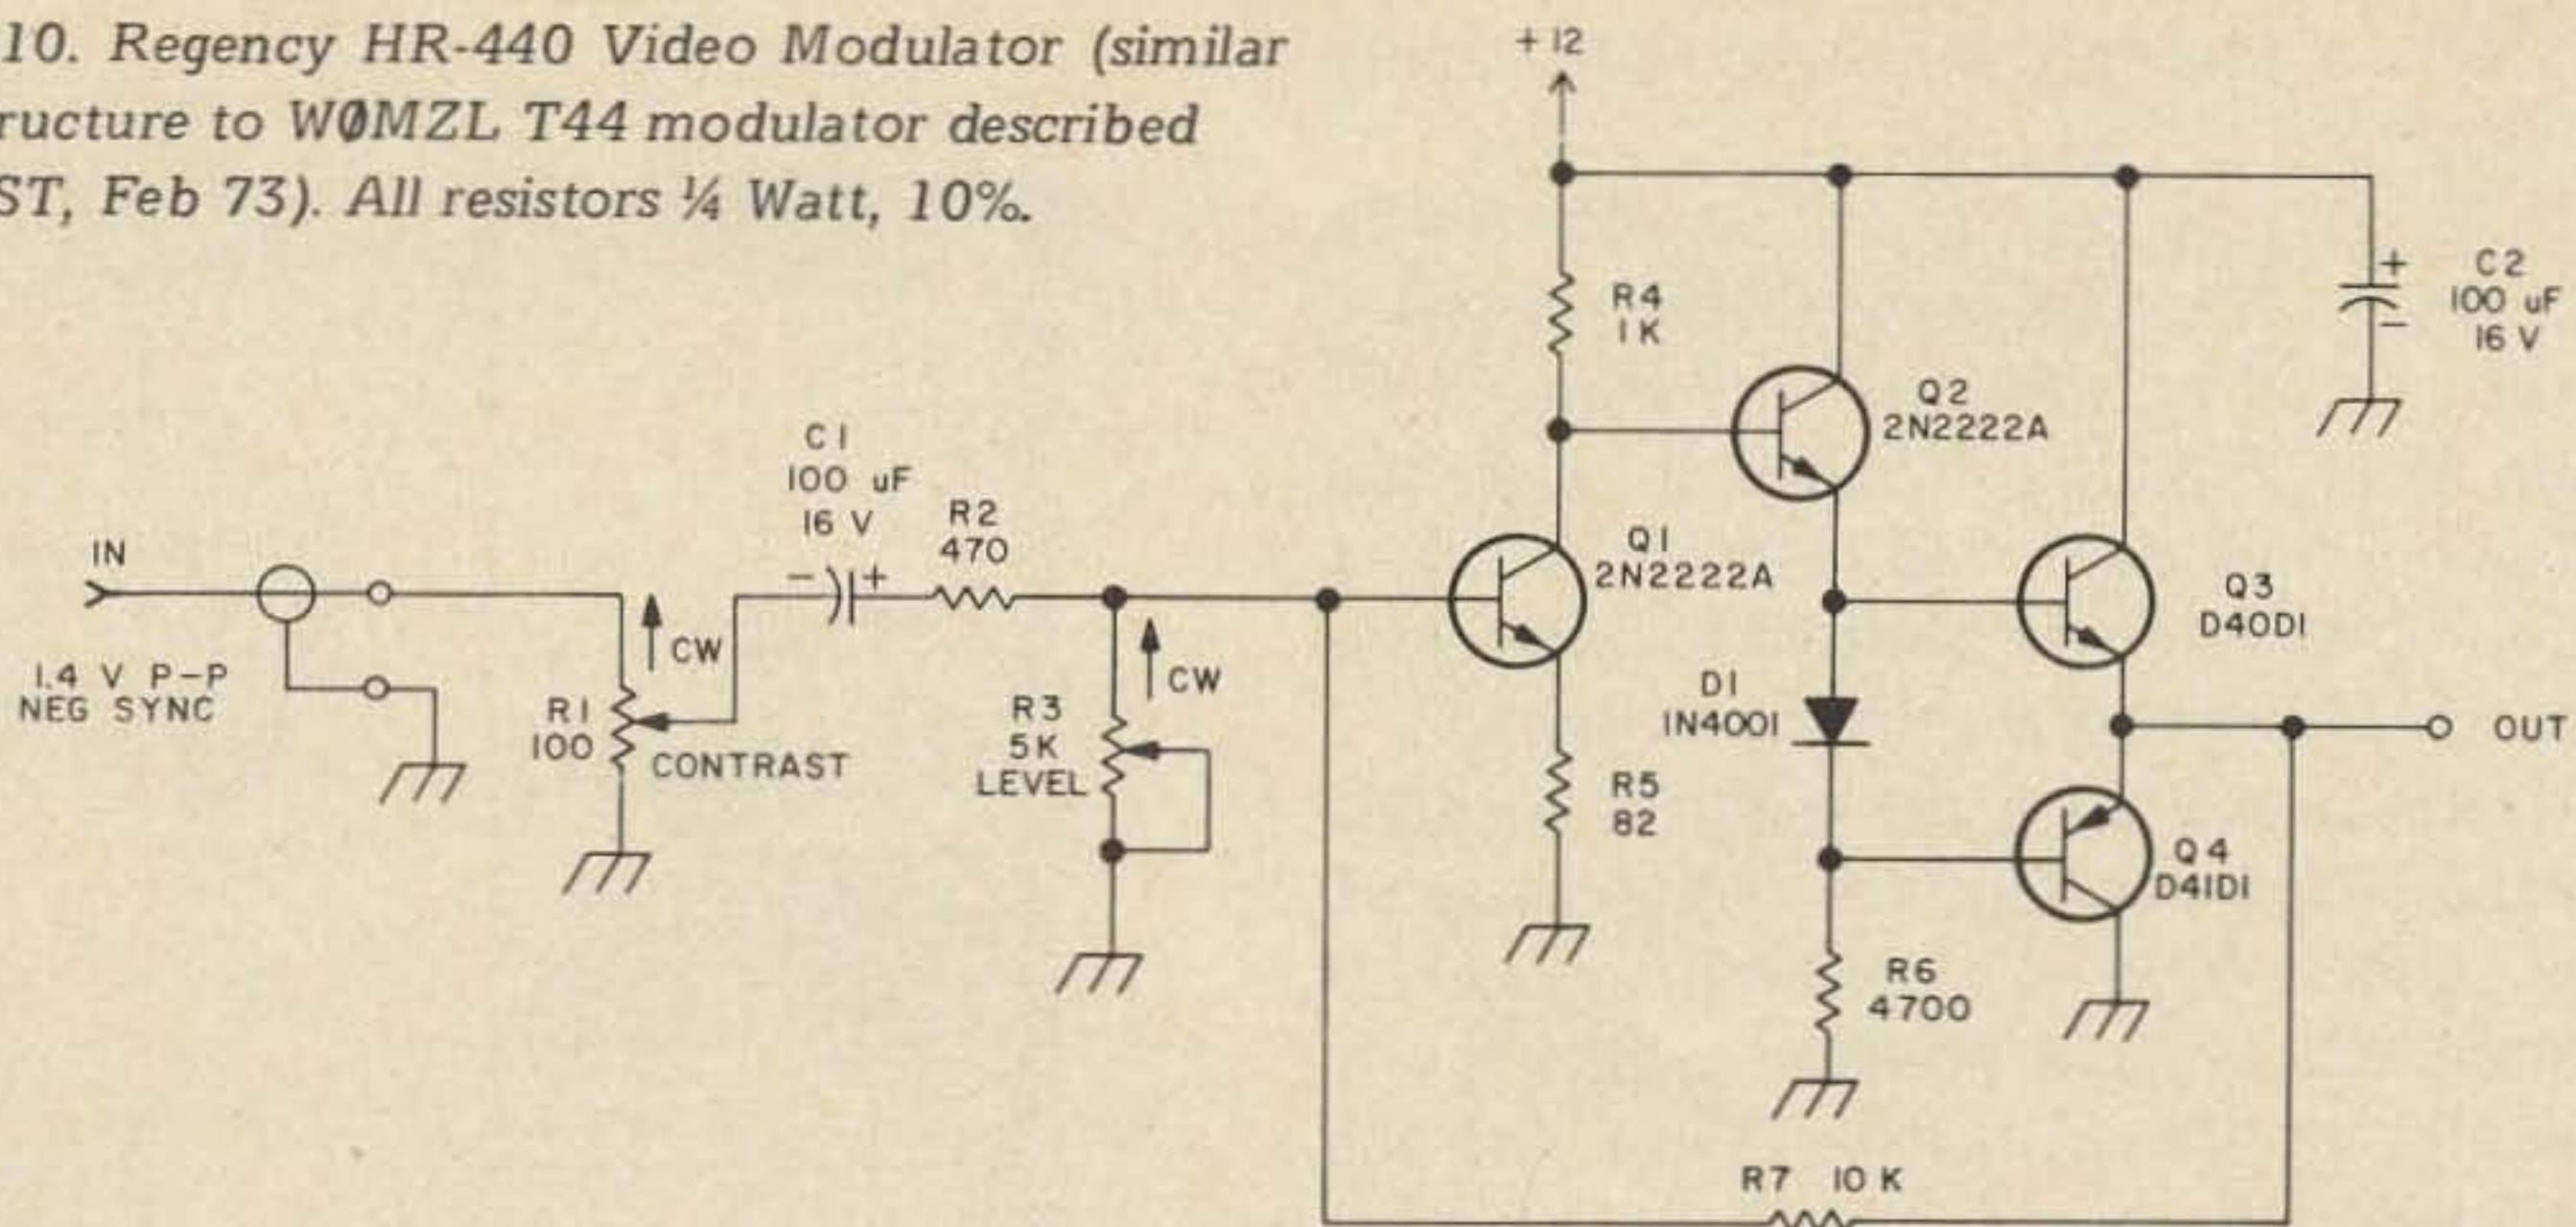 10. Regency HR-440 Video Modulator (similar
ructure to WØMZL T44 modulator described
ST, Feb 73). All resistors ¼ Watt, 10%.
+12
R4
1K
+
C2
100 uF
16 V
−
Q2
2N2222A
C1
100 uF
16 V
− +
R2
470
IN
1.4 V P-P
NEG SYNC
CW
R1
100
CONTRAST
CW
R3
5K
LEVEL
Q1
2N2222A
Q3
D40D1
D1
1N4001
OUT
R5
82
Q4
D41D1
R6
4700
R7 10K